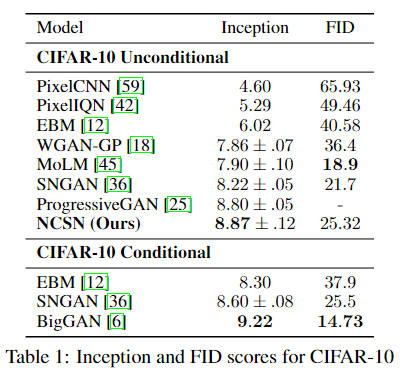 Model Inception FID
CIFAR-10 Unconditional
PixelCNN [59] 4.60 65.93
PixelIQN [42] 5.29 49.46
EBM [12] 6.02 40.58
WGAN-GP [18] 7.86 ± .07 36.4
MoLM [45] 7.90 ± .10 18.9
SNGAN [36] 8.22 ± .05 21.7
ProgressiveGAN [25] 8.80 ± .05 -
NCSN (Ours) 8.87 ± .12 25.32
CIFAR-10 Conditional
EBM [12] 8.30 37.9
SNGAN [36] 8.60 ± .08 25.5
BigGAN [6] 9.22 14.73
Table 1: Inception and FID scores for CIFAR-10